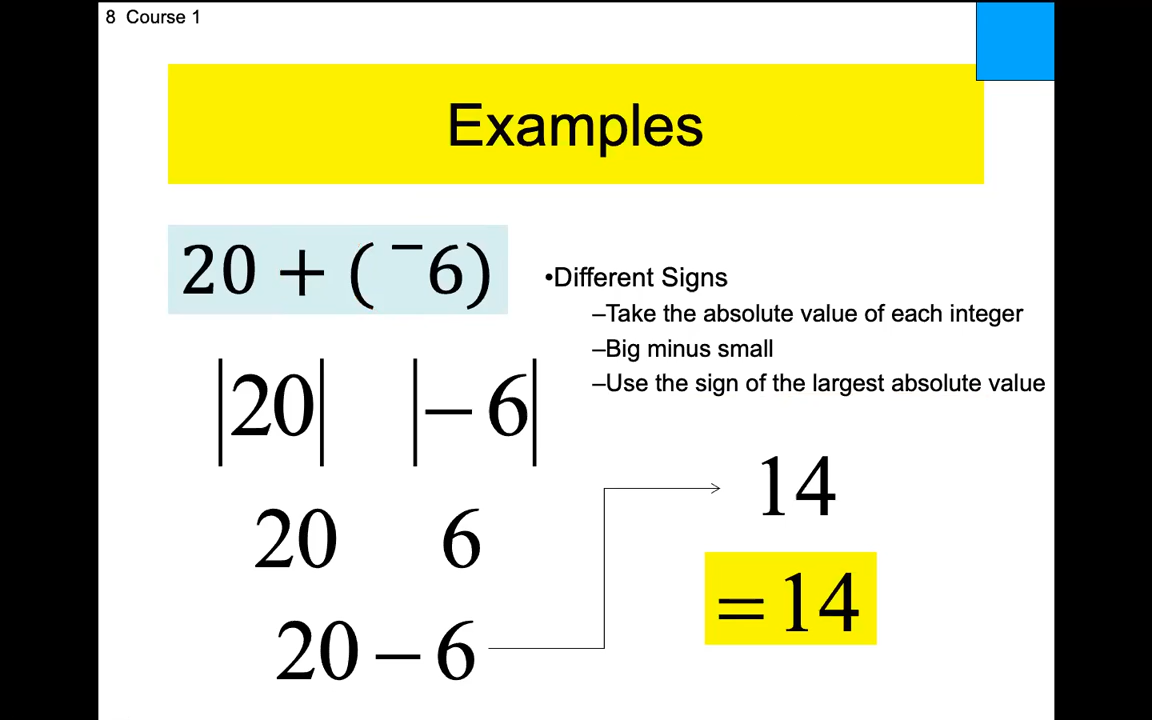 8 Course 1
Examples
20 + ( ⁻6)
•Different Signs
–Take the absolute value of each integer
–Big minus small
–Use the sign of the largest absolute value
|20| |−6|
20 6
20 − 6
14
= 14